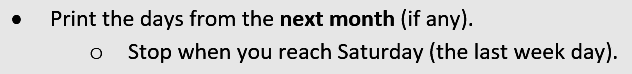 • Print the days from the next month (if any).
o Stop when you reach Saturday (the last week day).